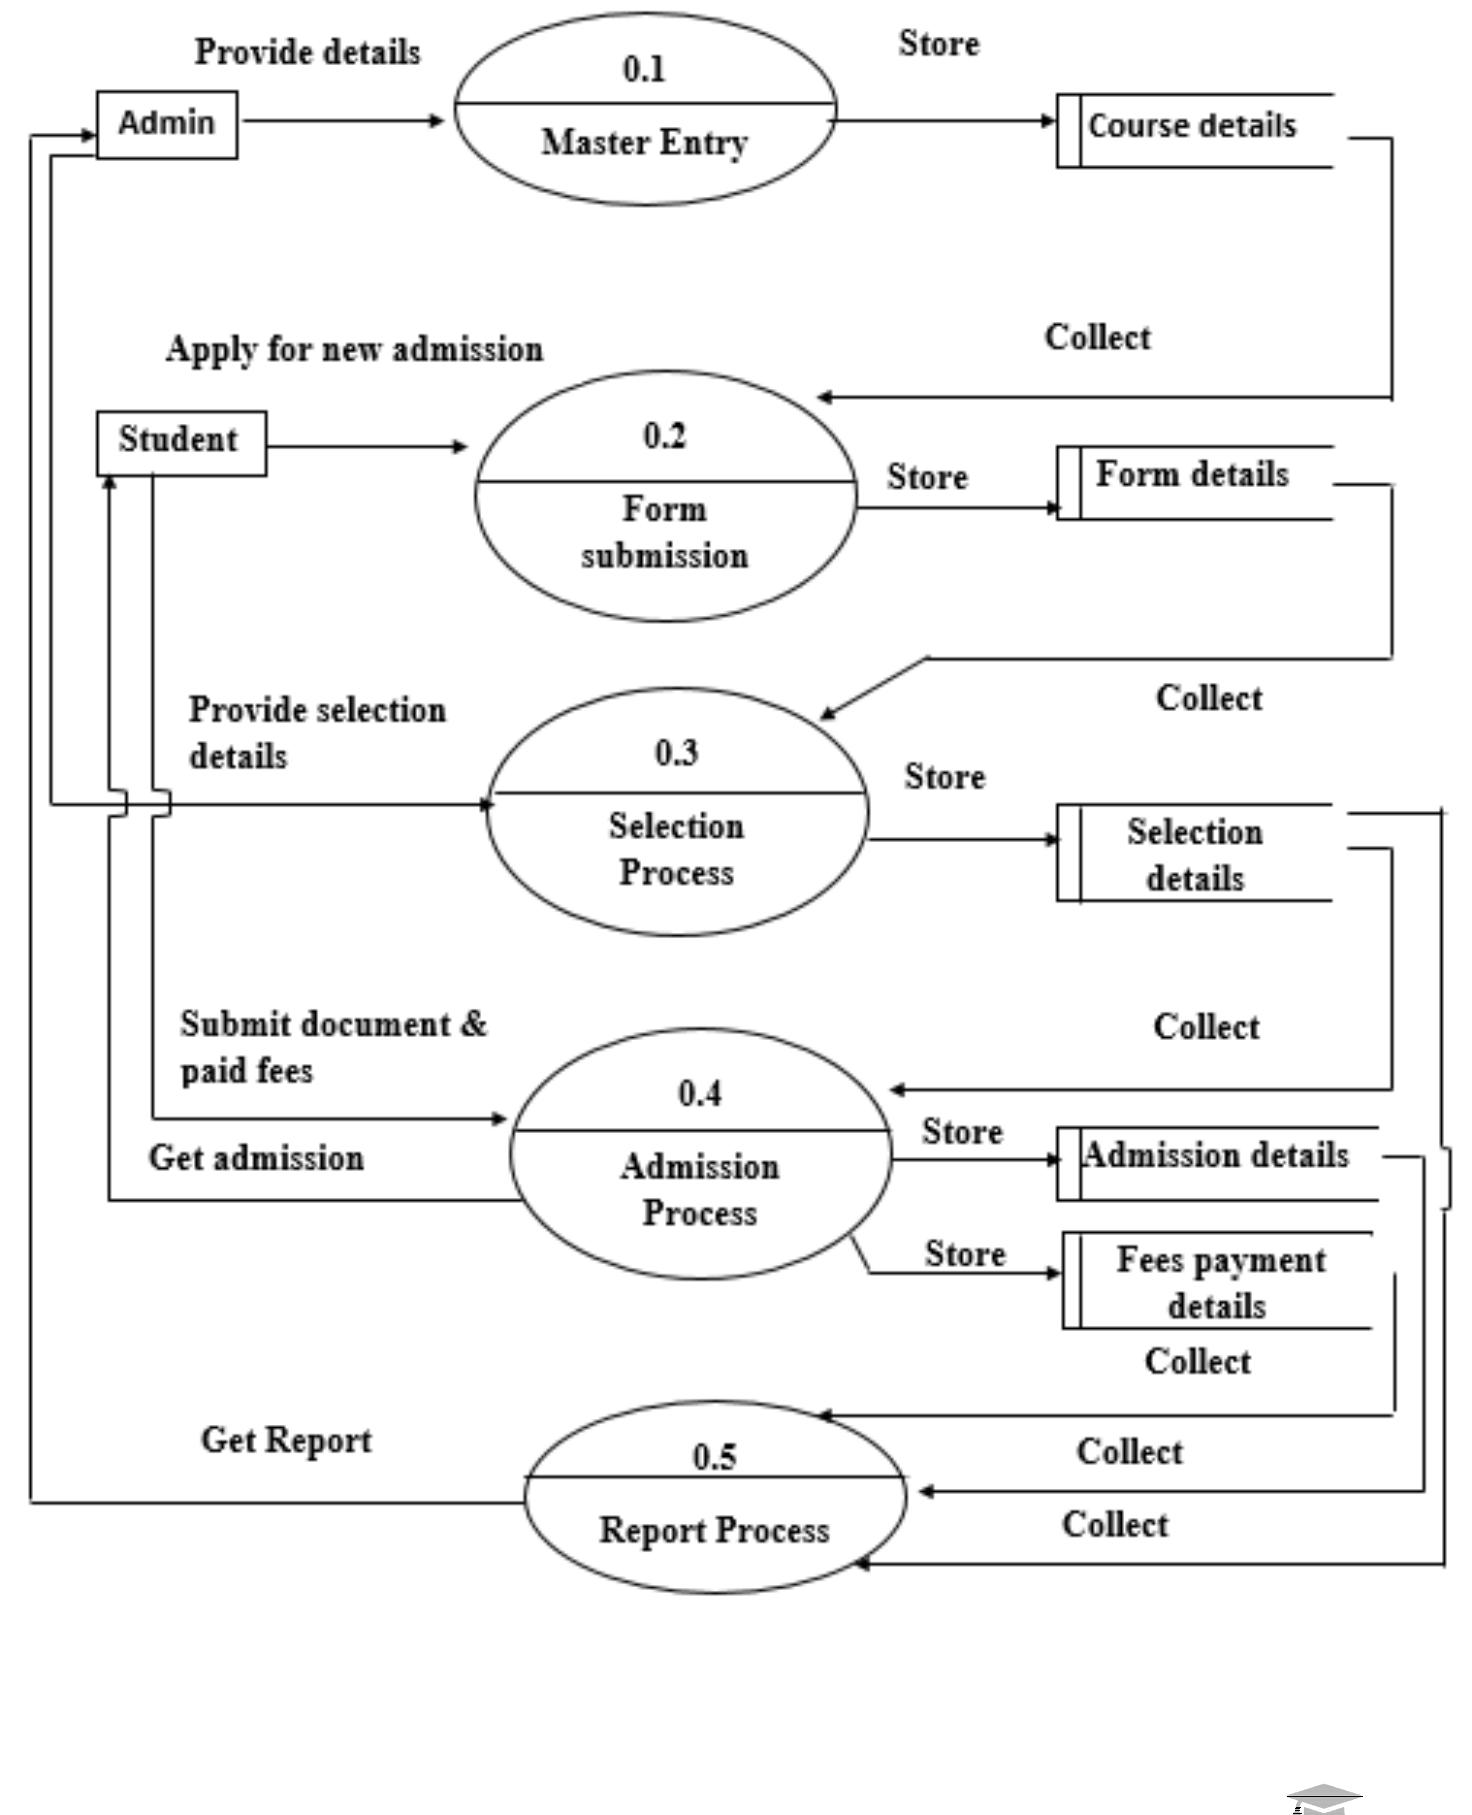 Provide details
Store
0.1
Admin
Master Entry
Course details
Collect
Apply for new admission
Student
0.2
Store
Form details
Form
submission
Provide selection
details
Collect
0.3
Store
Selection
Process
Selection
details
Submit document &
paid fees
Collect
0.4
Store
Get admission
Admission
Process
Admission details
Store
Fees payment
details
Collect
Get Report
0.5
Collect
Report Process
Collect